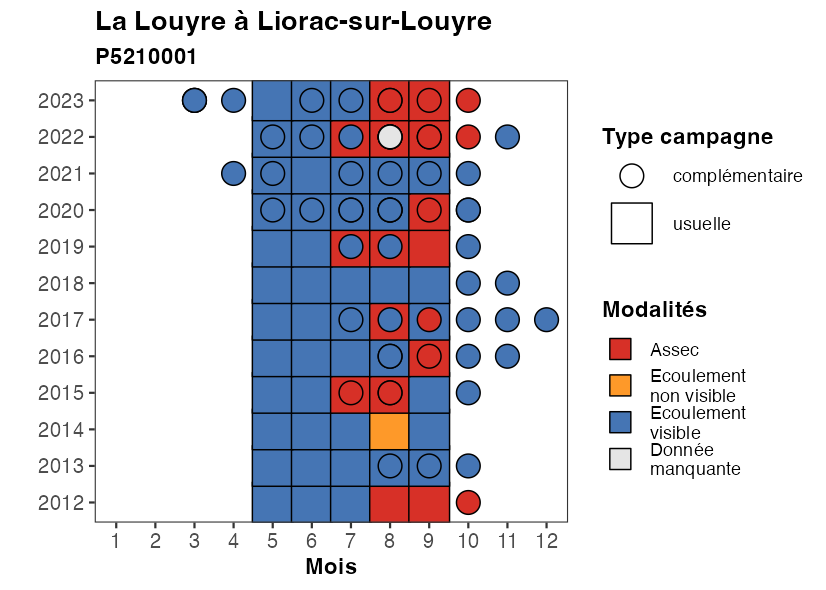 La Louyre à Liorac-sur-Louyre
P5210001
2023
2022
2021
2020
2019
2018
2017
2016
2015
2014
2013
2012
1 2 3 4 5 6 7 8 9 10 11 12
Mois
Type campagne
complémentaire
usuelle
Modalités
Assec
Ecoulement
non visible
Ecoulement
visible
Donnée
manquante